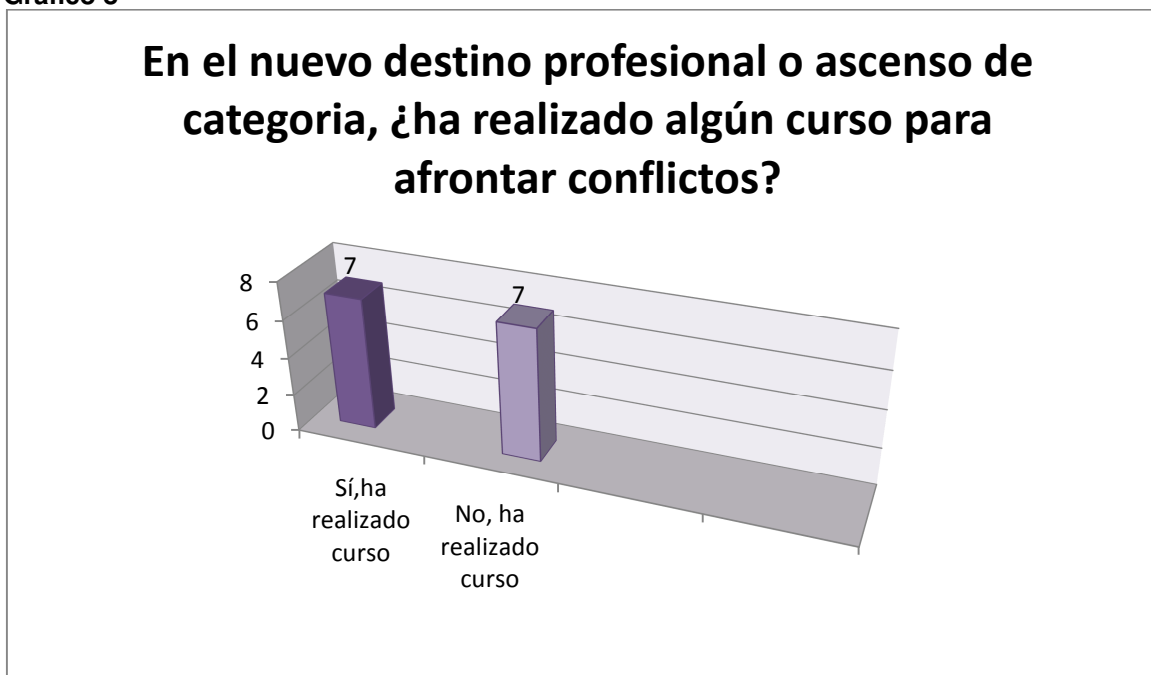 En el nuevo destino profesional o ascenso de
categoria, ¿ha realizado algún curso para
afrontar conflictos?
7
7
8
6
4
2
0
Sí,ha
realizado
curso
No, ha
realizado
curso